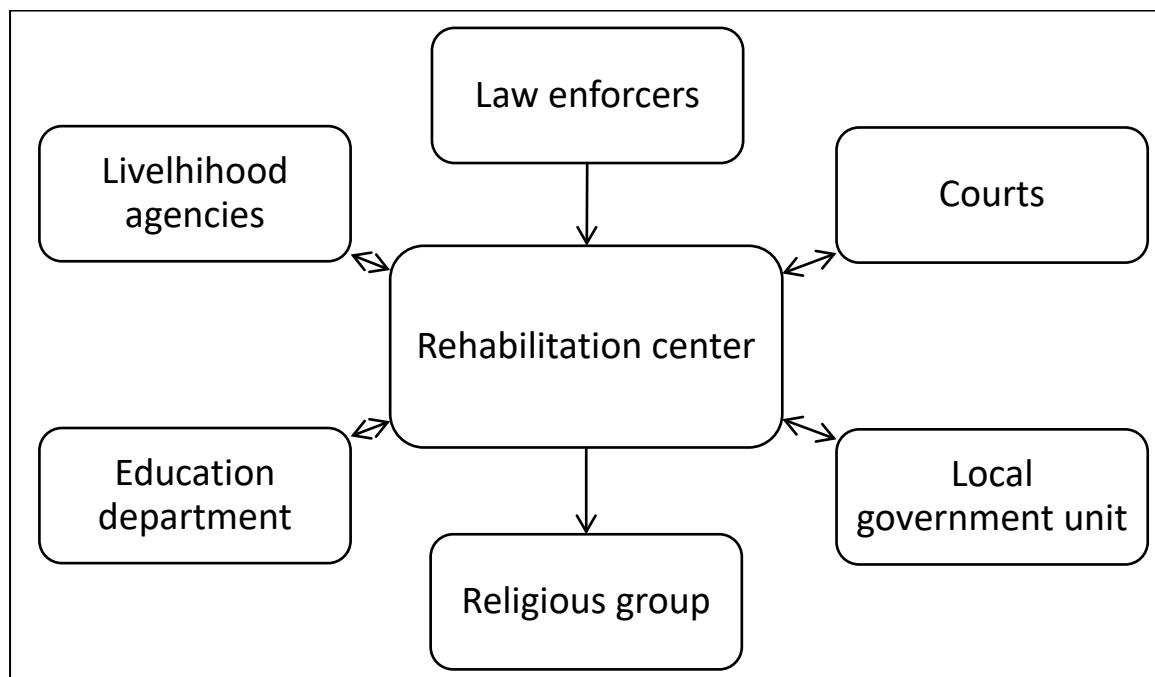 Law enforcers
Livelhihood
agencies
Courts
Rehabilitation center
Education
department
Local
government unit
Religious group